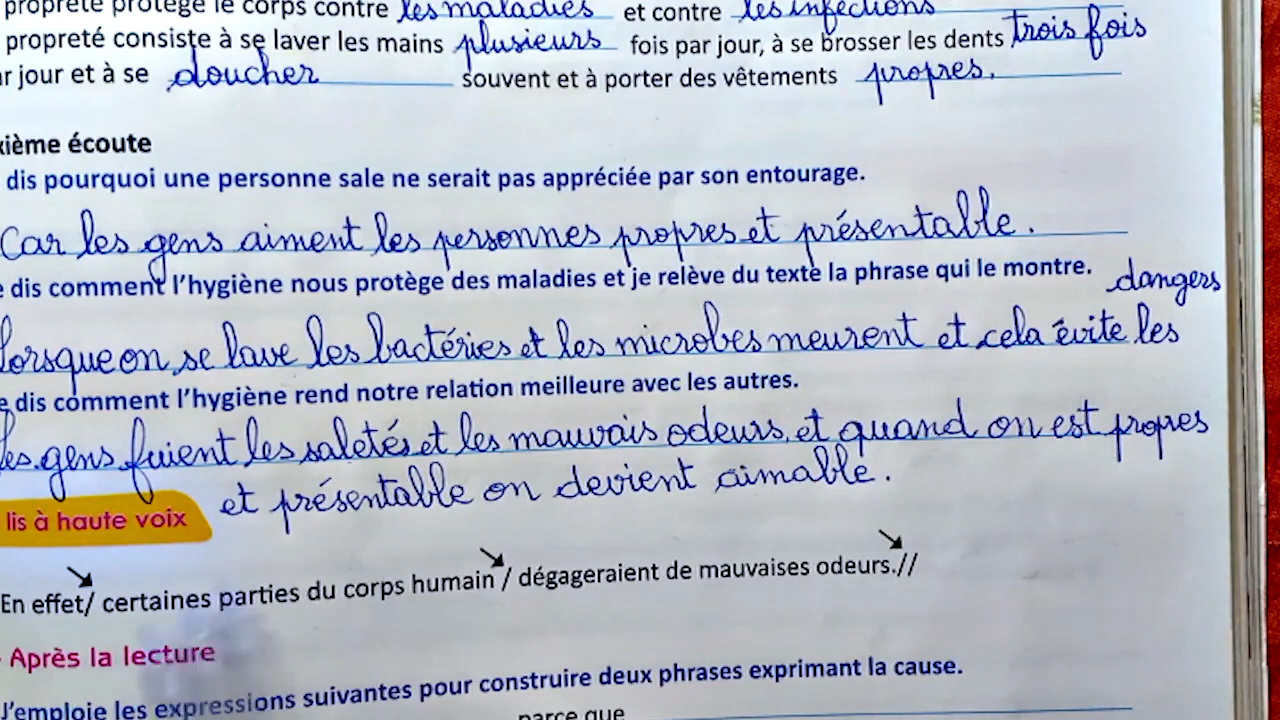 propreté protège le corps contre les maladies et contre les infections
propreté consiste à se laver les mains plusieurs fois par jour, à se brosser les dents trois fois
ar jour et à se doucher souvent et à porter des vêtements propres.
xième écoute
dis pourquoi une personne sale ne serait pas appréciée par son entourage.
Car les gens aiment les personnes propres et présentable.
e dis comment l'hygiène nous protège des maladies et je relève du texte la phrase qui le montre.
dangers
lorsque on se lave les bactéries et les microbes meurent et cela évite les
e dis comment l'hygiène rend notre relation meilleure avec les autres.
les gens fuient les saletés et les mauvais odeurs, et quand on est propres
et présentable on devient aimable.
lis à haute voix
En effet/ certaines parties du corps humain / dégageraient de mauvaises odeurs.//
Après la lecture
J'emploie les expressions suivantes pour construire deux phrases exprimant la cause.
parce que